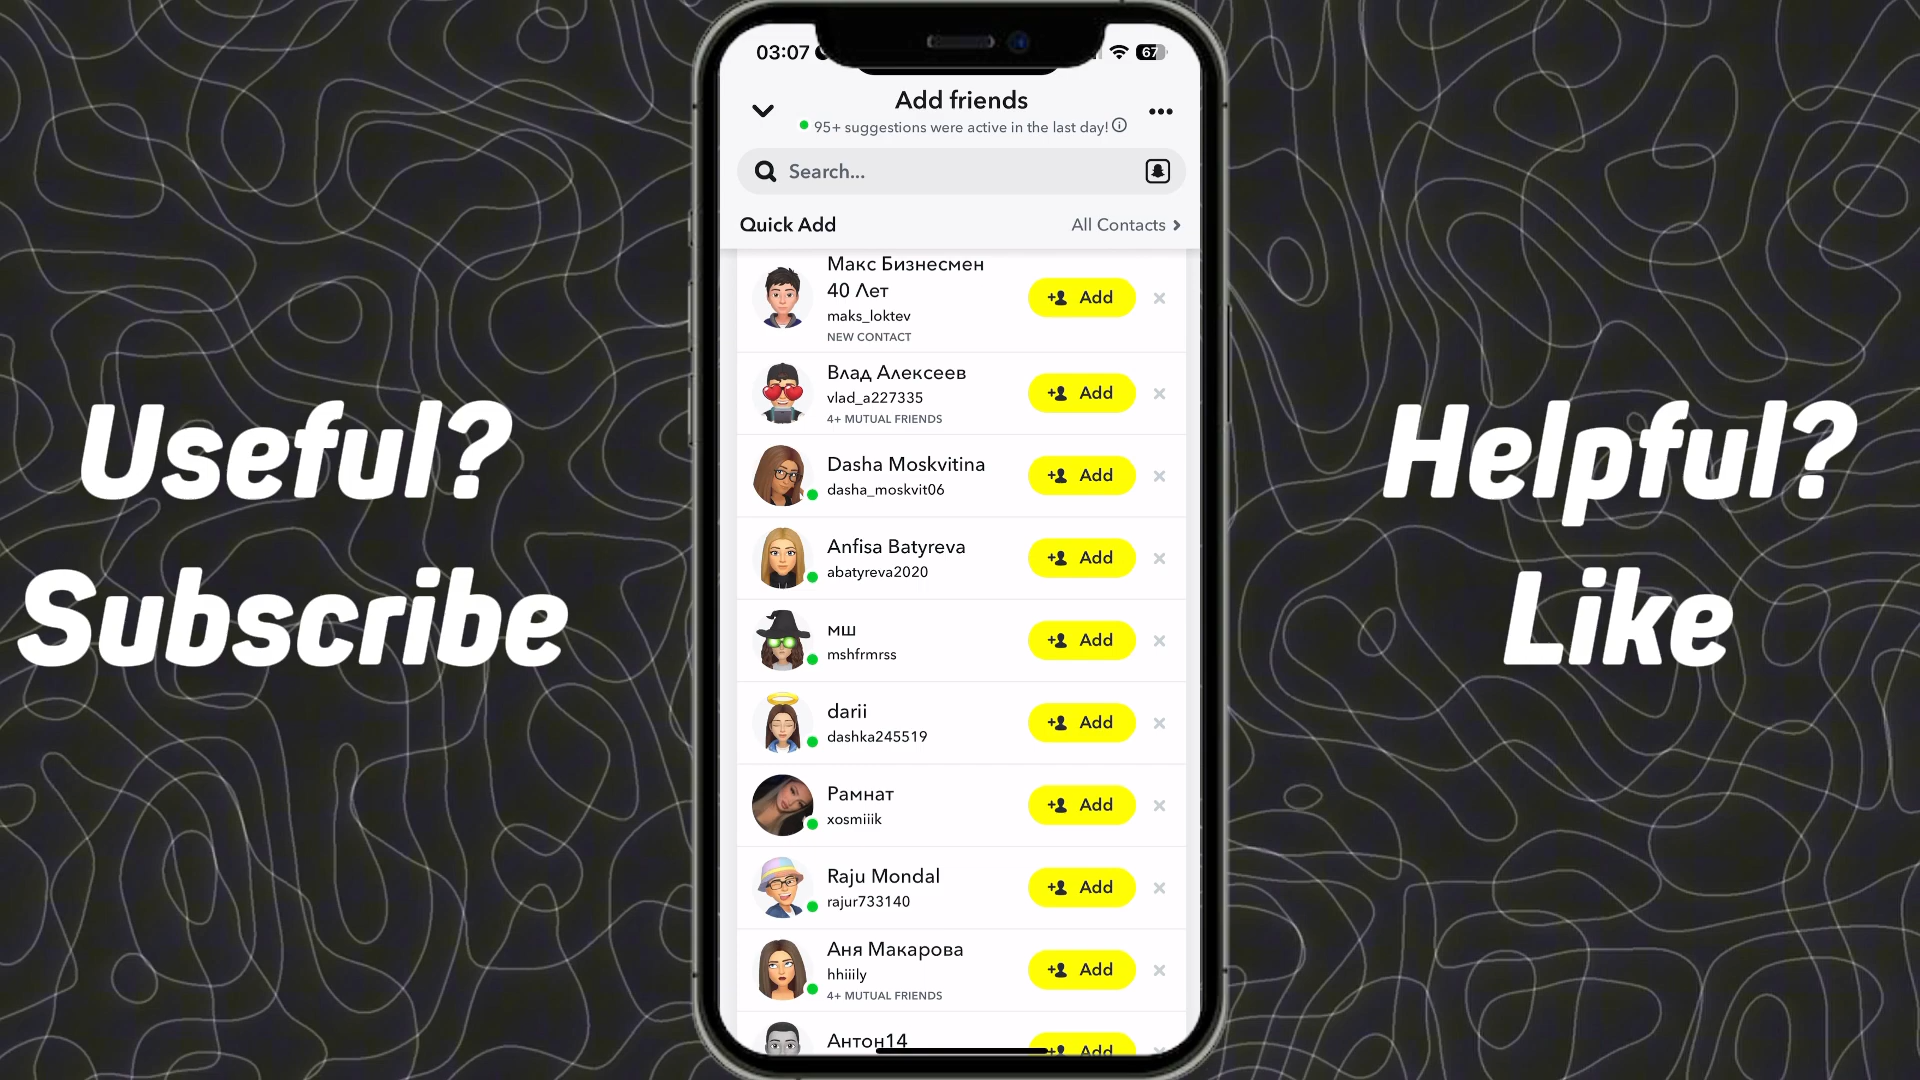 03:07
67
Add friends
95+ suggestions were active in the last day!
Search...
Quick Add
All Contacts
Макс Бизнесмен
40 Лет
maks_loktev
NEW CONTACT
Add
Влад Алексеев
vlad_a227335
4+ MUTUAL FRIENDS
Add
Dasha Moskvitina
dasha_moskvit06
Add
Anfisa Batyreva
abatyreva2020
Add
мш
mshfrmrss
Add
darii
dashka245519
Add
Рамнат
xosmiiik
Add
Raju Mondal
rajur733140
Add
Аня Макарова
hhiiily
4+ MUTUAL FRIENDS
Add
Антон14
Add
Useful?
Subscribe
Helpful?
Like